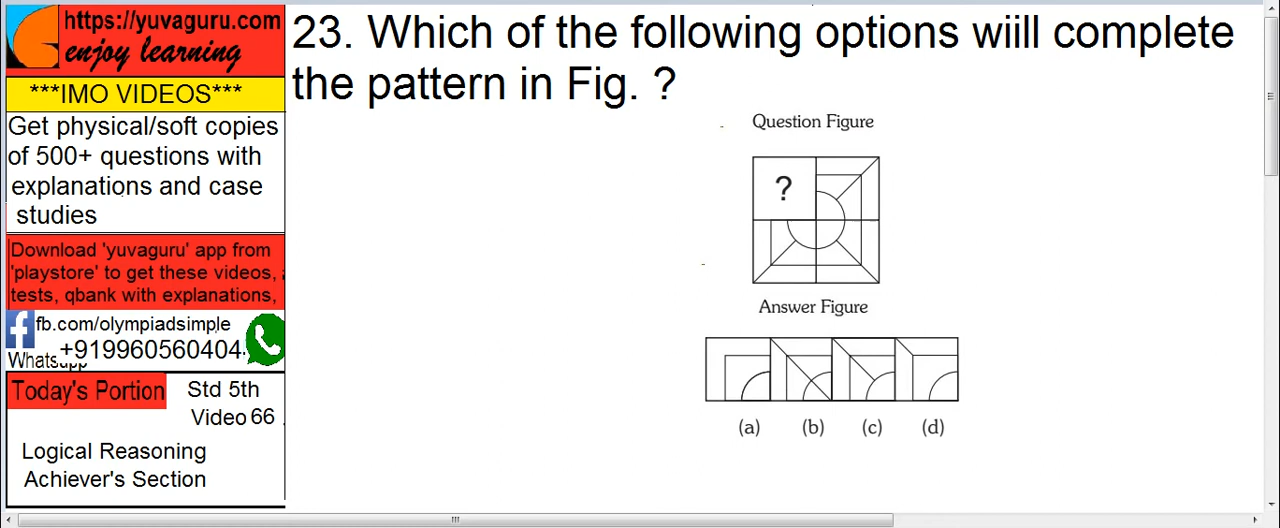 https://yuvaguru.com
enjoy learning
***IMO VIDEOS***
Get physical/soft copies
of 500+ questions with
explanations and case
studies
Download 'yuvaguru' app from
'playstore' to get these videos,
tests, qbank with explanations,
fb.com/olympiadsimple
Whatsapp +919960560404
Today's Portion
Std 5th
Video 66
Logical Reasoning
Achiever's Section
23. Which of the following options wiill complete
the pattern in Fig. ?
Question Figure
?
Answer Figure
(a) (b) (c) (d)